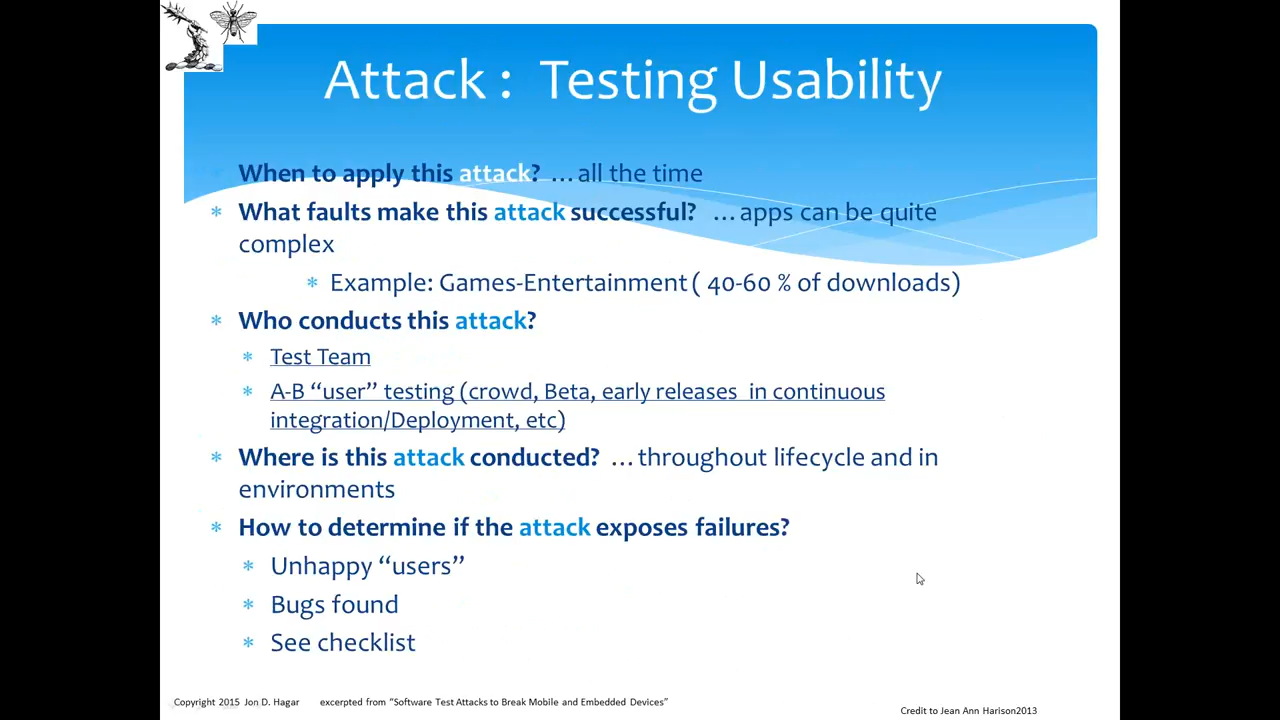 Attack : Testing Usability
When to apply this attack? …all the time
* What faults make this attack successful? …apps can be quite
complex
* Example: Games-Entertainment ( 40-60 % of downloads)
* Who conducts this attack?
* Test Team
* A-B “user” testing (crowd, Beta, early releases in continuous
integration/Deployment, etc)
* Where is this attack conducted? …throughout lifecycle and in
environments
* How to determine if the attack exposes failures?
* Unhappy “users”
* Bugs found
* See checklist
Copyright 2015 Jon D. Hagar excerpted from “Software Test Attacks to Break Mobile and Embedded Devices”
Credit to Jean Ann Harison2013